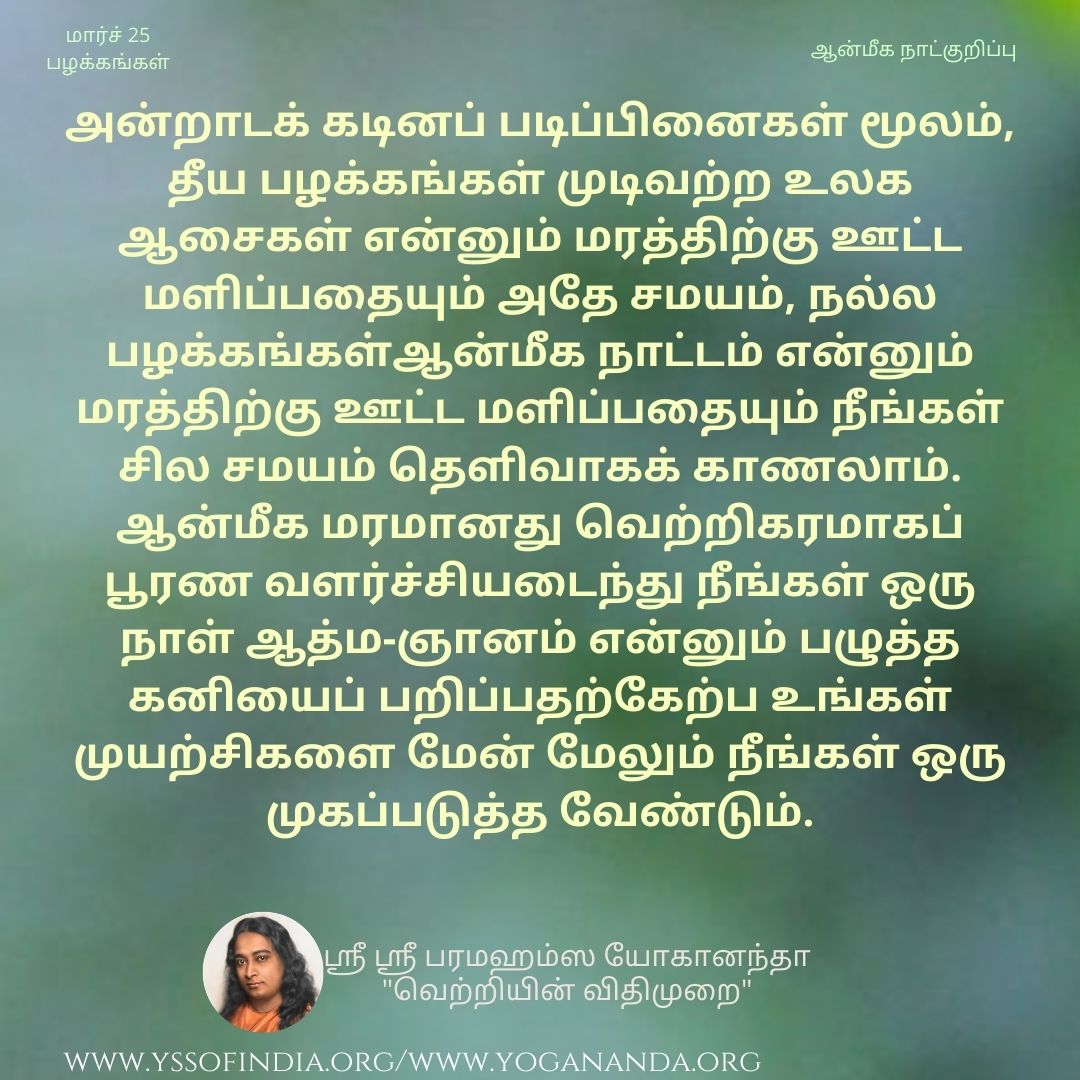 மார்ச் 25
பழக்கங்கள்
ஆன்மீக நாட்குறிப்பு
அன்றாடக் கடினப் படிப்பினைகள் மூலம்,
தீய பழக்கங்கள் முடிவற்ற உலக
ஆசைகள் என்னும் மரத்திற்கு ஊட்ட
மளிப்பதையும் அதே சமயம், நல்ல
பழக்கங்கள்ஆன்மீக நாட்டம் என்னும்
மரத்திற்கு ஊட்ட மளிப்பதையும் நீங்கள்
சில சமயம் தெளிவாகக் காணலாம்.
ஆன்மீக மரமானது வெற்றிகரமாகப்
பூரண வளர்ச்சியடைந்து நீங்கள் ஒரு
நாள் ஆத்ம-ஞானம் என்னும் பழுத்த
கனியைப் பறிப்பதற்கேற்ப உங்கள்
முயற்சிகளை மேன் மேலும் நீங்கள் ஒரு
முகப்படுத்த வேண்டும்.
ஸ்ரீ ஸ்ரீ பரமஹம்ஸ யோகானந்தா
"வெற்றியின் விதிமுறை"
WWW.YSSOFINDIA.ORG/WWW.YOGANANDA.ORG